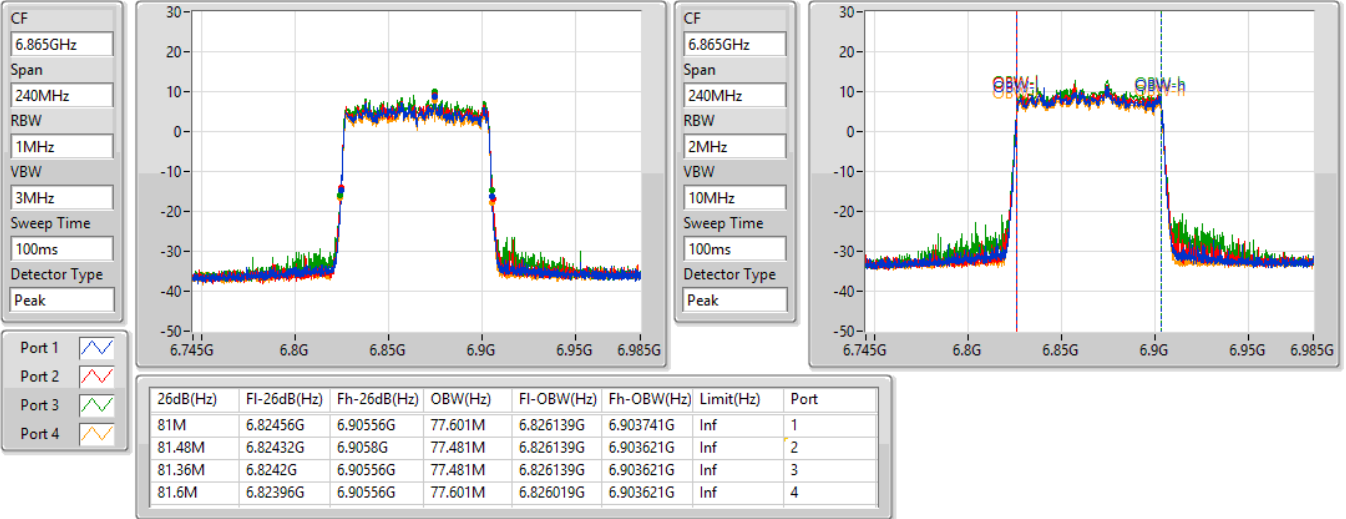 CF
6.865GHz
Span
240MHz
RBW
1MHz
VBW
3MHz
Sweep Time
100ms
Detector Type
Peak
30
20
10
0
-10
-20
-30
-40
-50
6.745G 6.8G 6.85G 6.9G 6.95G 6.985G
CF
6.865GHz
Span
240MHz
RBW
2MHz
VBW
10MHz
Sweep Time
100ms
Detector Type
Peak
30
20
10
0
-10
-20
-30
-40
-50
OBW-l OBW-h
6.745G 6.8G 6.85G 6.9G 6.95G 6.985G
Port 1
Port 2
Port 3
Port 4
26dB(Hz) Fl-26dB(Hz) Fh-26dB(Hz) OBW(Hz) Fl-OBW(Hz) Fh-OBW(Hz) Limit(Hz) Port
81M 6.82456G 6.90556G 77.601M 6.826139G 6.903741G Inf 1
81.48M 6.82432G 6.9058G 77.481M 6.826139G 6.903621G Inf 2
81.36M 6.8242G 6.90556G 77.481M 6.826139G 6.903621G Inf 3
81.6M 6.82396G 6.90556G 77.601M 6.826019G 6.903621G Inf 4